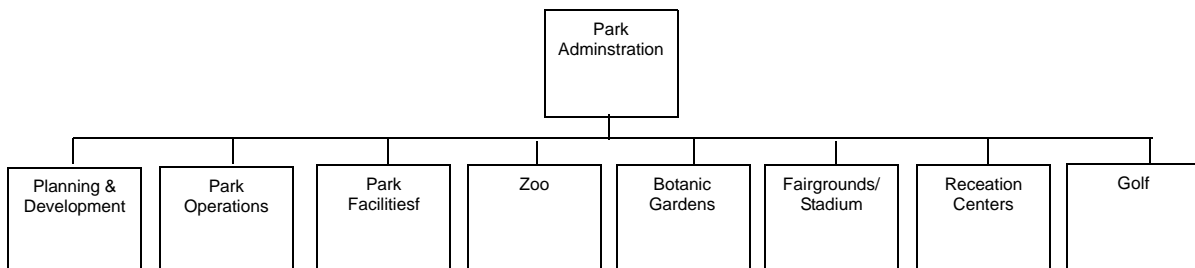 Park
Adminstration
Planning &
Development
Park
Operations
Park
Facilitiesf
Zoo
Botanic
Gardens
Fairgrounds/
Stadium
Receation
Centers
Golf